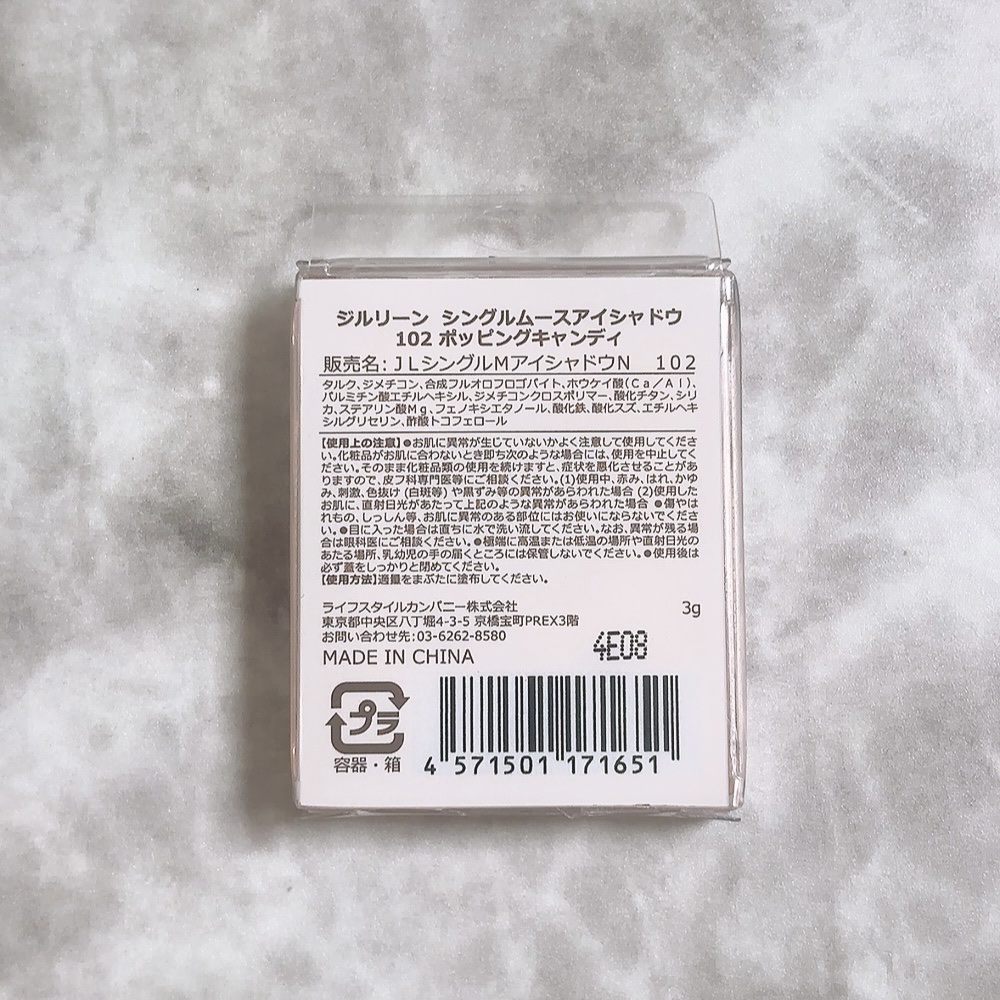 ジルリーン シングルムースアイシャドウ
102 ポッピングキャンディ
販売名:JLシングルMアイシャドウN 102
タルク、ジメチコン、合成フルオロフロゴパイト、ホウケイ酸(Ca/Al)、
パルミチン酸エチルヘキシル、ジメチコンクロスポリマー、酸化チタン、シリ
カ、ステアリン酸Mg、フェノキシエタノール、酸化鉄、酸化スズ、エチルヘキ
シルグリセリン、酢酸トコフェロール
【使用上の注意】●お肌に異常が生じていないかよく注意して使用してくださ
い。化粧品がお肌に合わないとき即ち次のような場合には、使用を中止してく
ださい。そのまま化粧品類の使用を続けますと、症状を悪化させることがあ
りますので、皮フ科専門医等にご相談ください。(1)使用中、赤み、はれ、かゆ
み、刺激、色抜け(白斑等)や黒ずみ等の異常があらわれた場合 (2)使用した
お肌に、直射日光があたって上記のような異常があらわれた場合 ●傷やは
れもの、しっしん等、お肌に異常のある部位にはお使いにならないでくださ
い。●目に入った場合は直ちに水で洗い流してください。なお、異常が残る場
合は眼科医にご相談ください。●極端に高温または低温の場所や直射日光の
あたる場所、乳幼児の手の届くところには保管しないでください。●使用後は
必ず蓋をしっかりと閉めてください。
【使用方法】適量をまぶたに塗布してください。
ライフスタイルカンパニー株式会社 3g
東京都中央区八丁堀4-3-5 京橋宝町PREX3階
お問い合わせ先:03-6262-8580
4E08
MADE IN CHINA
プラ
容器・箱
4 571501 171651